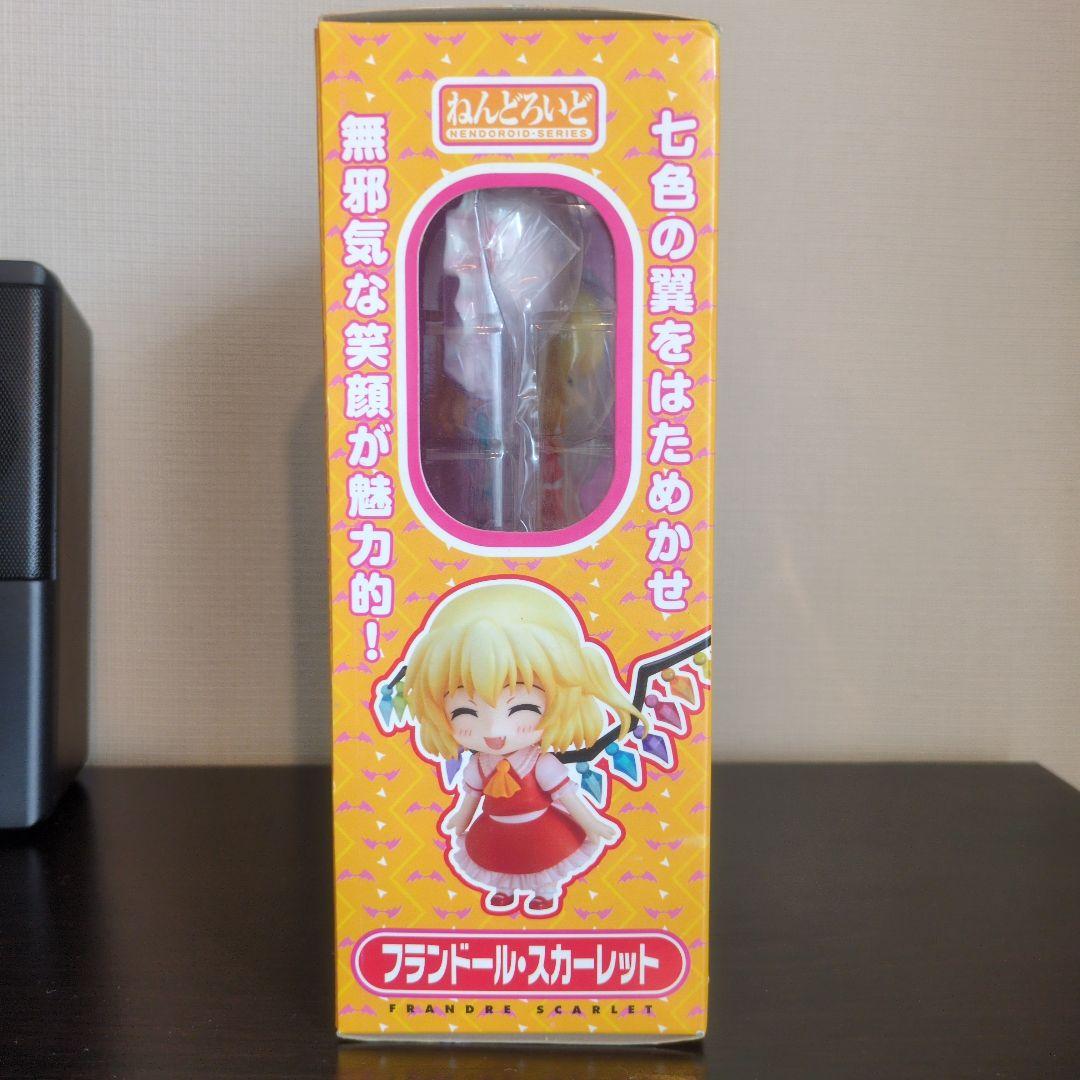 ねんどろいど
NENDOROID·SERIES
七色の翼をはためかせ
無邪気な笑顔が魅力的！
フランドール・スカーレット
FRANDRE SCARLET